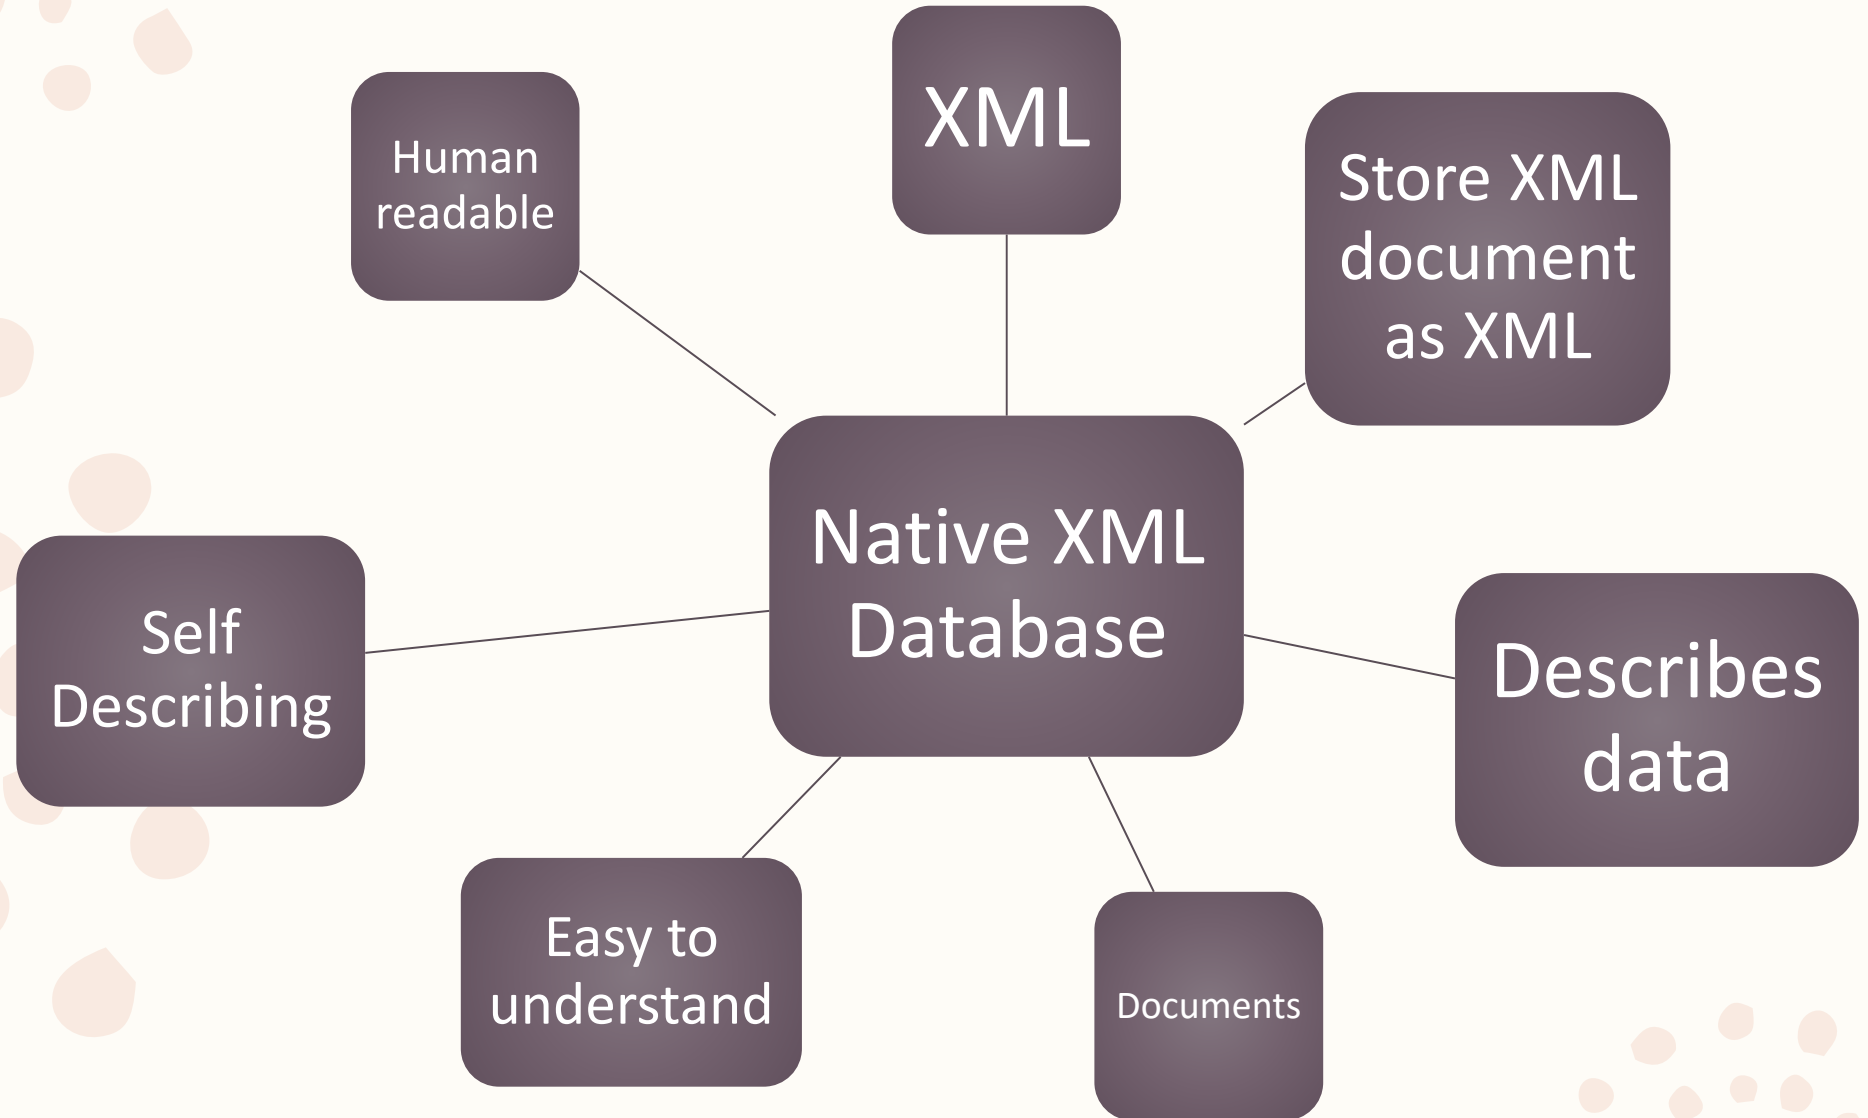 XML
Human
readable
Store XML
document
as XML
Native XML
Database
Self
Describing
Describes
data
Easy to
understand
Documents